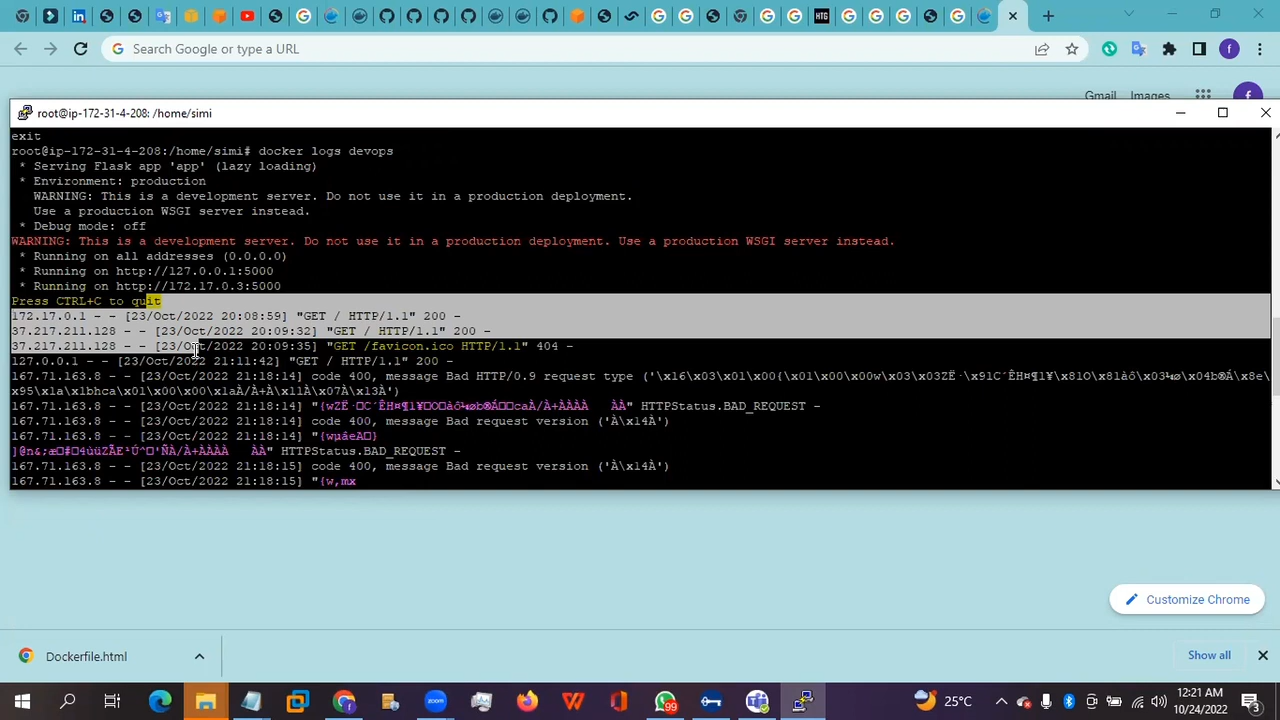 Search Google or type a URL
f
Gmail Images
root@ip-172-31-4-208: /home/simi
exit
root@ip-172-31-4-208:/home/simi# docker logs devops
* Serving Flask app 'app' (lazy loading)
* Environment: production
WARNING: This is a development server. Do not use it in a production deployment.
Use a production WSGI server instead.
* Debug mode: off
WARNING: This is a development server. Do not use it in a production deployment. Use a production WSGI server instead.
* Running on all addresses (0.0.0.0)
* Running on http://127.0.0.1:5000
* Running on http://172.17.0.3:5000
Press CTRL+C to quit
172.17.0.1 - - [23/Oct/2022 20:08:59] "GET / HTTP/1.1" 200 -
37.217.211.128 - - [23/Oct/2022 20:09:32] "GET / HTTP/1.1" 200 -
37.217.211.128 - - [23/Oct/2022 20:09:35] "GET /favicon.ico HTTP/1.1" 404 -
127.0.0.1 - - [23/Oct/2022 21:11:42] "GET / HTTP/1.1" 200 -
167.71.163.8 - - [23/Oct/2022 21:18:14] code 400, message Bad HTTP/0.9 request type
167.71.163.8 - - [23/Oct/2022 21:18:14] HTTPStatus.BAD_REQUEST -
167.71.163.8 - - [23/Oct/2022 21:18:14] code 400, message Bad request version ('À\x14À')
167.71.163.8 - - [23/Oct/2022 21:18:14]
HTTPStatus.BAD_REQUEST -
167.71.163.8 - - [23/Oct/2022 21:18:15] code 400, message Bad request version ('À\x14À')
167.71.163.8 - - [23/Oct/2022 21:18:15] "{w,mx
Customize Chrome
Dockerfile.html
Show all
zoom
99
25°C
12:21 AM
10/24/2022
3